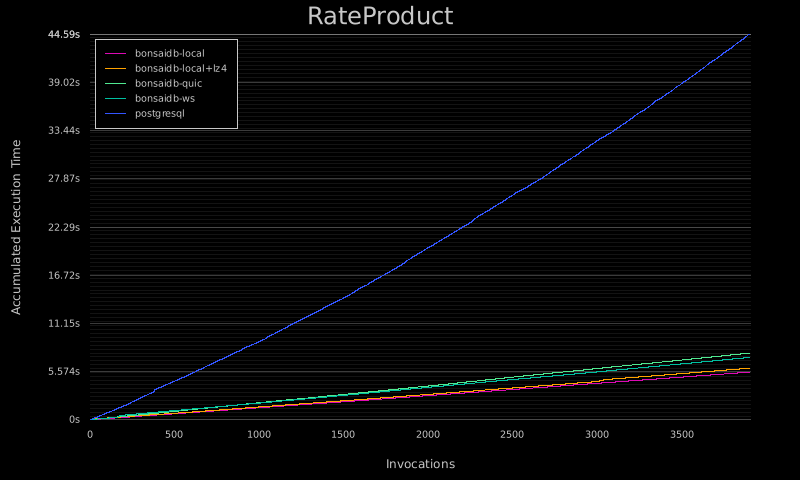 RateProduct
44.59s
39.02s
33.44s
27.87s
22.29s
16.72s
11.15s
5.574s
0s
Accumulated Execution Time
bonsaidb-local
bonsaidb-local+lz4
bonsaidb-quic
bonsaidb-ws
postgresql
0 500 1000 1500 2000 2500 3000 3500
Invocations